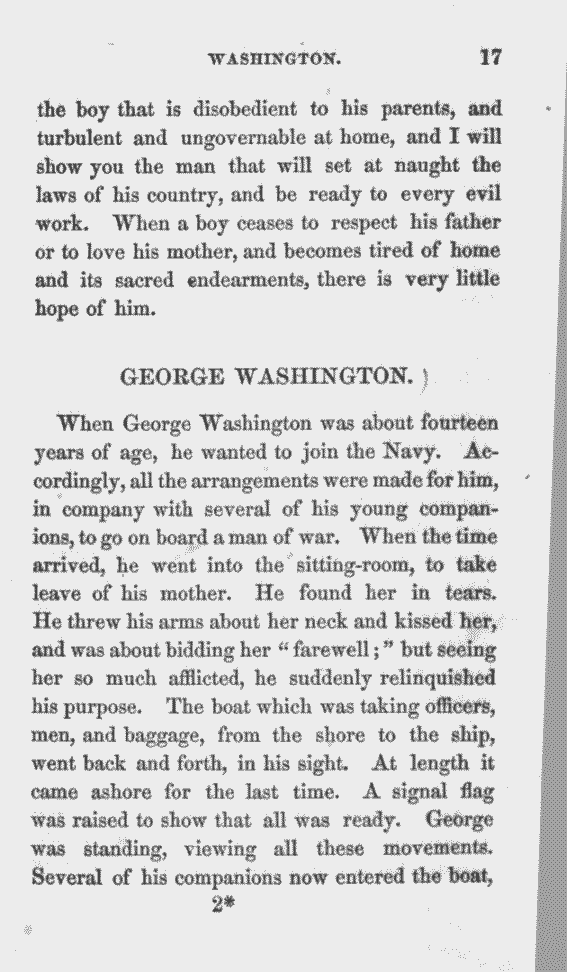 WASHINGTON. 17
the boy that is disobedient to his parents, and
turbulent and ungovernable at home, and I will
show you the man that will set at naught the
laws of his country, and be ready to every evil
work. When a boy ceases to respect his father
or to love his mother, and becomes tired of home
and its sacred endearments, there is very little
hope of him.
GEORGE WASHINGTON.
When George Washington was about fourteen
years of age, he wanted to join the Navy. Ac-
cordingly, all the arrangements were made for him,
in company with several of his young compan-
ions, to go on board a man of war. When the time
arrived, he went into the sitting-room, to take
leave of his mother. He found her in tears.
He threw his arms about her neck and kissed her,
and was about bidding her " farewell ; " but seeing
her so much afflicted, he suddenly relinquished
his purpose. The boat which was taking officers,
men, and baggage, from the shore to the ship,
went back and forth, in his sight. At length it
came ashore for the last time. A signal flag
was raised to show that all was ready. George
was standing, viewing all these movements.
Several of his companions now entered the boat,
2*